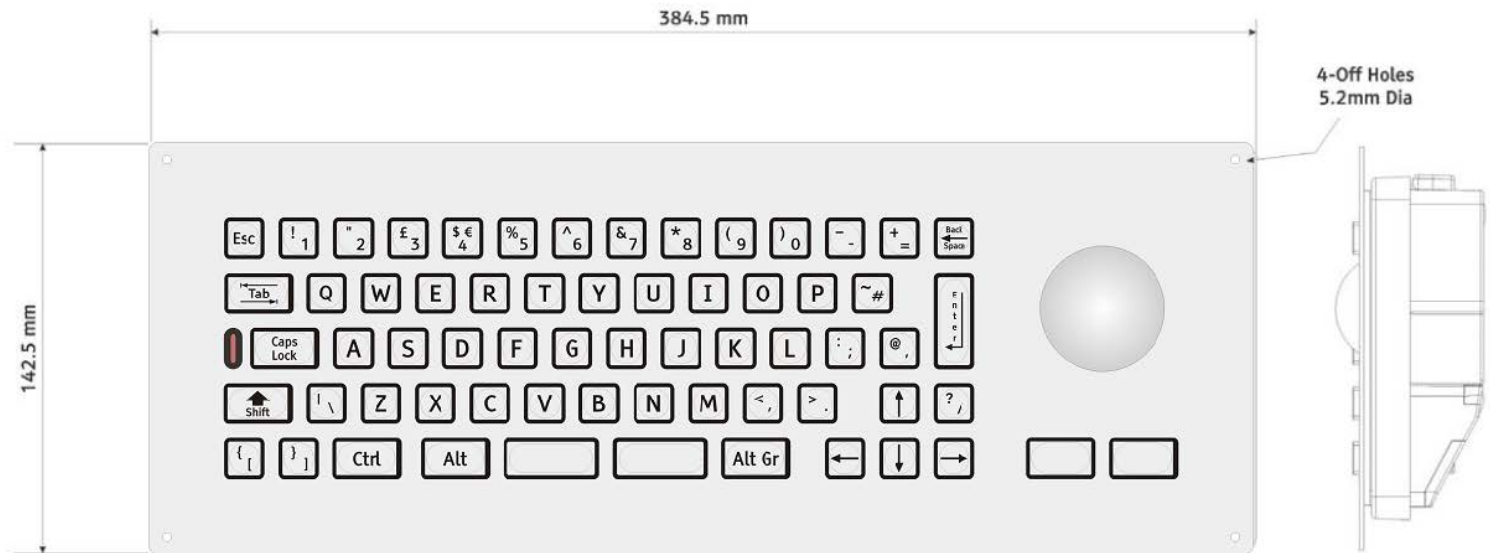 384.5 mm
4-Off Holes
5.2mm Dia
142.5 mm
Esc ! 1 " 2 £ 3 $ € 4 % 5 ^ 6 & 7 * 8 ( 9 ) 0 - - + = Back Space
Tab Q W E R T Y U I O P ~ # Enter
Caps Lock A S D F G H J K L : ; @ ,
Shift | \ Z X C V B N M < , > . ↑ ? /
{ [ } ] Ctrl Alt Alt Gr ← ↓ →